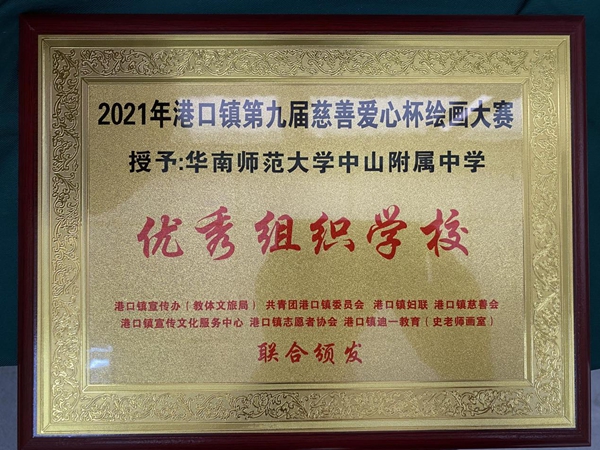 2021年港口镇第九届慈善爱心杯绘画大赛
授予:华南师范大学中山附属中学
优秀组织学校
港口镇宣传办（教体文旅局） 共青团港口镇委员会 港口镇妇联 港口镇慈善会
港口镇宣传文化服务中心 港口镇志愿者协会 港口镇迪一教育（史老师画室）
联合颁发